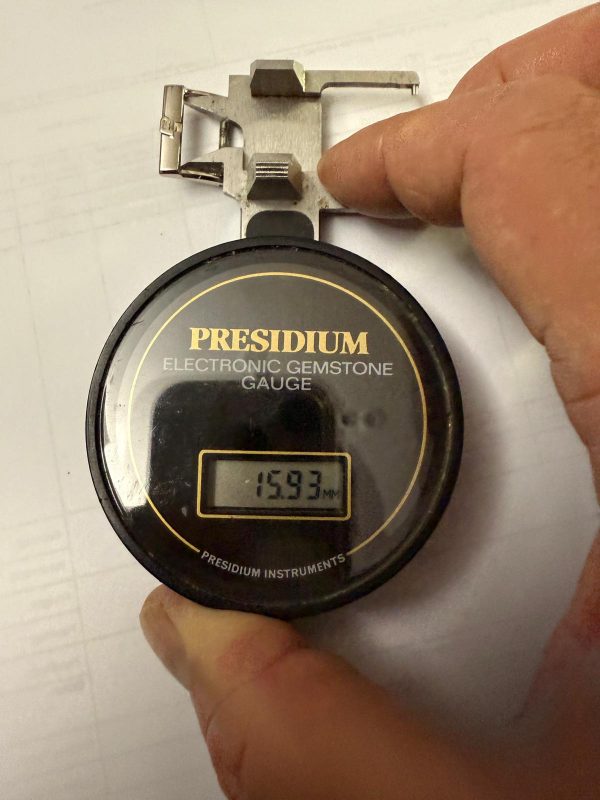 PRESIDIUM
ELECTRONIC GEMSTONE
GAUGE
15.93 MM
PRESIDIUM INSTRUMENTS